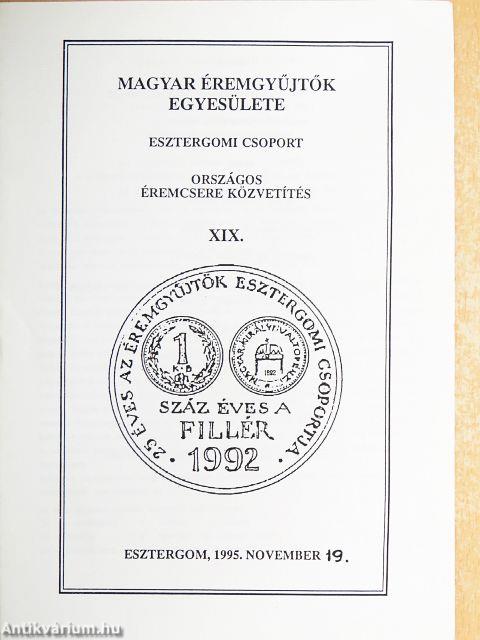 MAGYAR ÉREMGYŰJTŐK
EGYESÜLETE
ESZTERGOMI CSOPORT
ORSZÁGOS
ÉREMCSERE KÖZVETÍTÉS
XIX.
25 ÉVES AZ ÉREMGYŰJTŐK ESZTERGOMI CSOPORTJA
1
K·B
MAGYAR KIRÁLYI VÁLTÓPÉNZ
1892
SZÁZ ÉVES A
FILLÉR
· 1992 ·
ESZTERGOM, 1995. NOVEMBER 19.
Antikvárium.hu